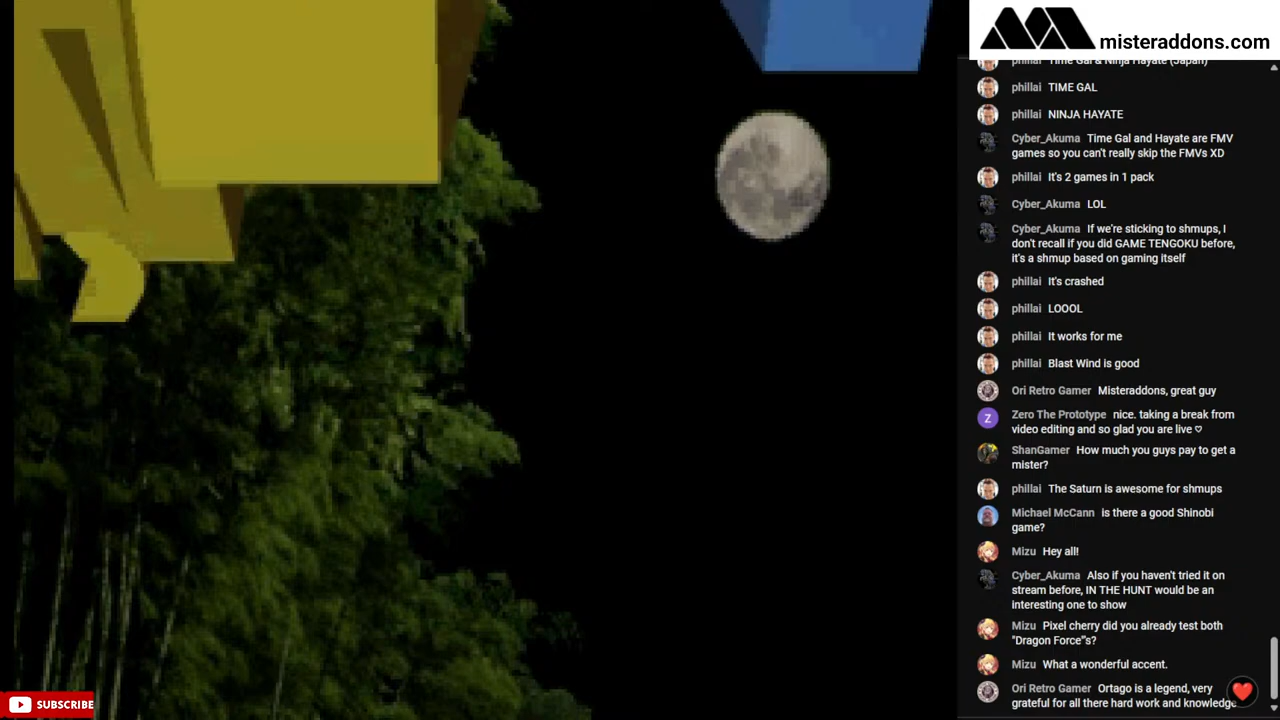 misteraddons.com
phillai Time Gal & Ninja Hayate (Japan)
phillai TIME GAL
phillai NINJA HAYATE
Cyber_Akuma Time Gal and Hayate are FMV
games so you can't really skip the FMVs XD
phillai It's 2 games in 1 pack
Cyber_Akuma LOL
Cyber_Akuma If we're sticking to shmups, I
don't recall if you did GAME TENGOKU before,
it's a shmup based on gaming itself
phillai It's crashed
phillai LOOOL
phillai It works for me
phillai Blast Wind is good
Ori Retro Gamer Misteraddons, great guy
Z
Zero The Prototype nice. taking a break from
video editing and so glad you are live ♡
ShanGamer How much you guys pay to get a
mister?
phillai The Saturn is awesome for shmups
Michael McCann is there a good Shinobi
game?
Mizu Hey all!
Cyber_Akuma Also if you haven't tried it on
stream before, IN THE HUNT would be an
interesting one to show
Mizu Pixel cherry did you already test both
"Dragon Force"'s?
Mizu What a wonderful accent.
Ori Retro Gamer Ortago is a legend, very
grateful for all there hard work and knowledge
SUBSCRIBE